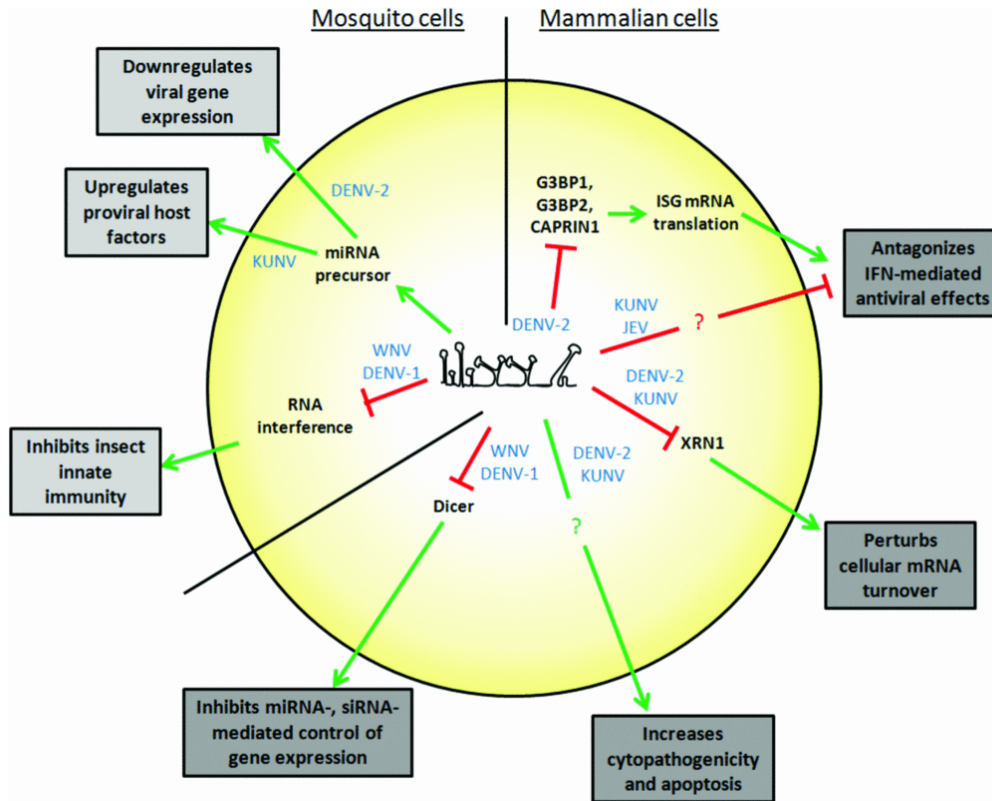 Mosquito cells
Mammalian cells
Downregulates
viral gene
expression
DENV-2
Upregulates
proviral host
factors
KUNV
miRNA
precursor
G3BP1,
G3BP2,
CAPRIN1
ISG mRNA
translation
Antagonizes
IFN-mediated
antiviral effects
DENV-2
KUNV
JEV
?
WNV
DENV-1
RNA
interference
Inhibits insect
innate
immunity
DENV-2
KUNV
XRN1
Perturbs
cellular mRNA
turnover
WNV
DENV-1
Dicer
DENV-2
KUNV
?
Inhibits miRNA-, siRNA-
mediated control of
gene expression
Increases
cytopathogenicity
and apoptosis